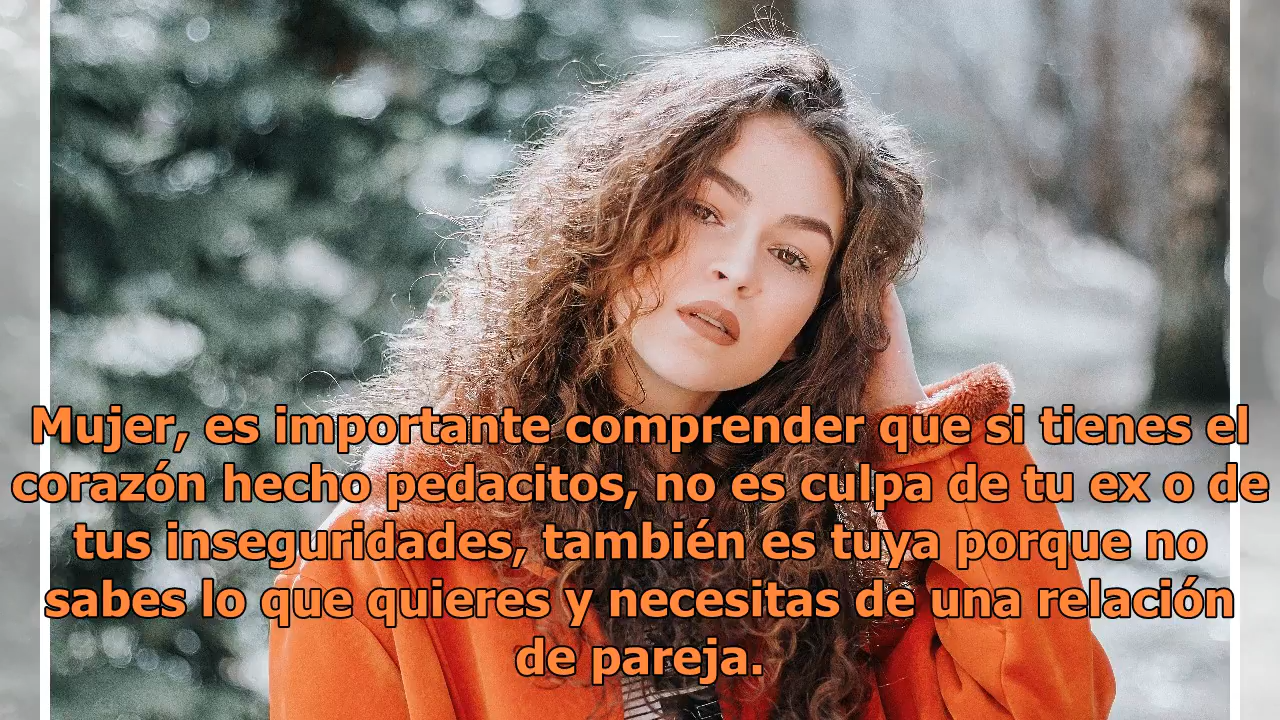 Mujer, es importante comprender que si tienes el
corazón hecho pedacitos, no es culpa de tu ex o de
tus inseguridades, también es tuya porque no
sabes lo que quieres y necesitas de una relación
de pareja.